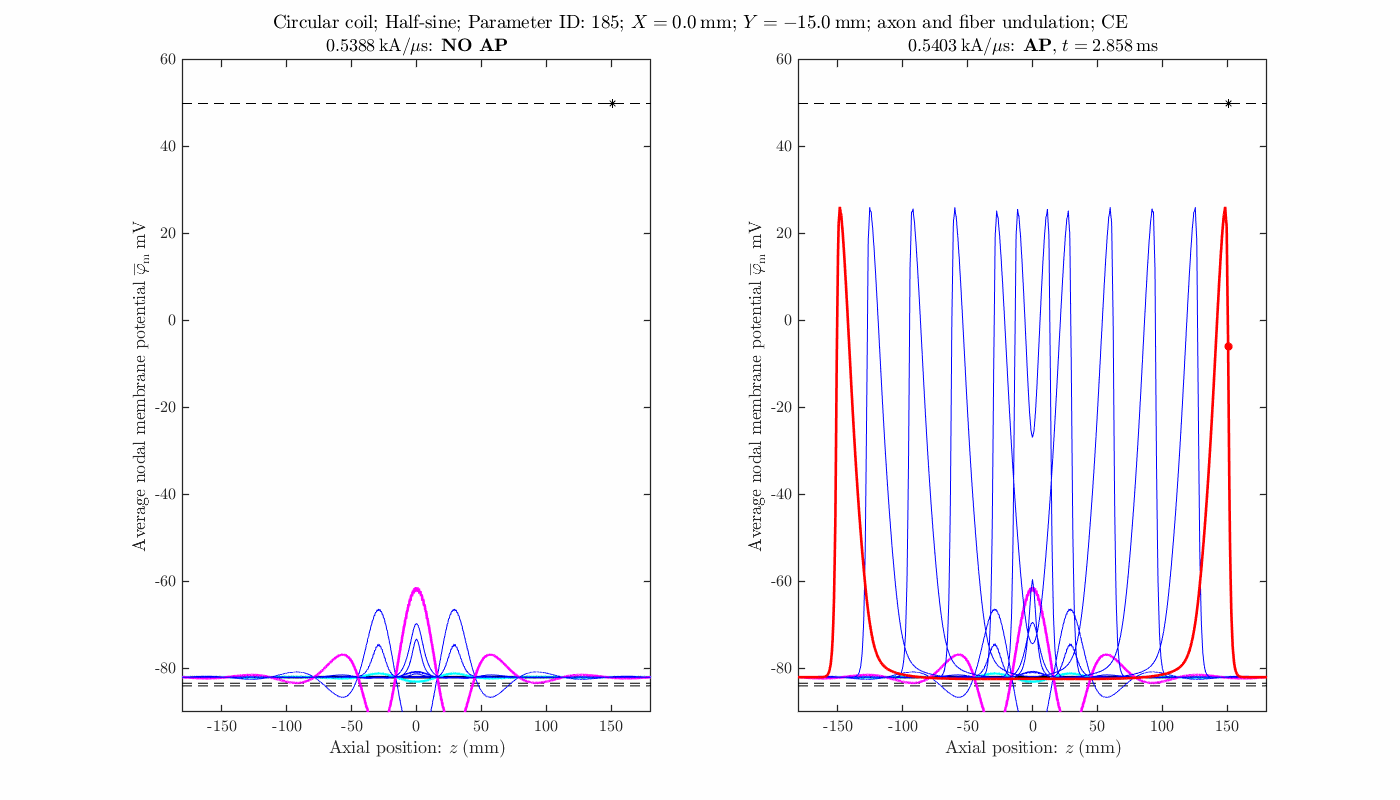 Circular coil; Half-sine; Parameter ID: 185; X = 0.0 mm; Y = −15.0 mm; axon and fiber undulation; CE
0.5388 kA/μs: NO AP
60
40
20
0
-20
-40
-60
-80
Average nodal membrane potential φ̅m mV
-150 -100 -50 0 50 100 150
Axial position: z (mm)
0.5403 kA/μs: AP, t = 2.858 ms
60
40
20
0
-20
-40
-60
-80
Average nodal membrane potential φ̅m mV
-150 -100 -50 0 50 100 150
Axial position: z (mm)